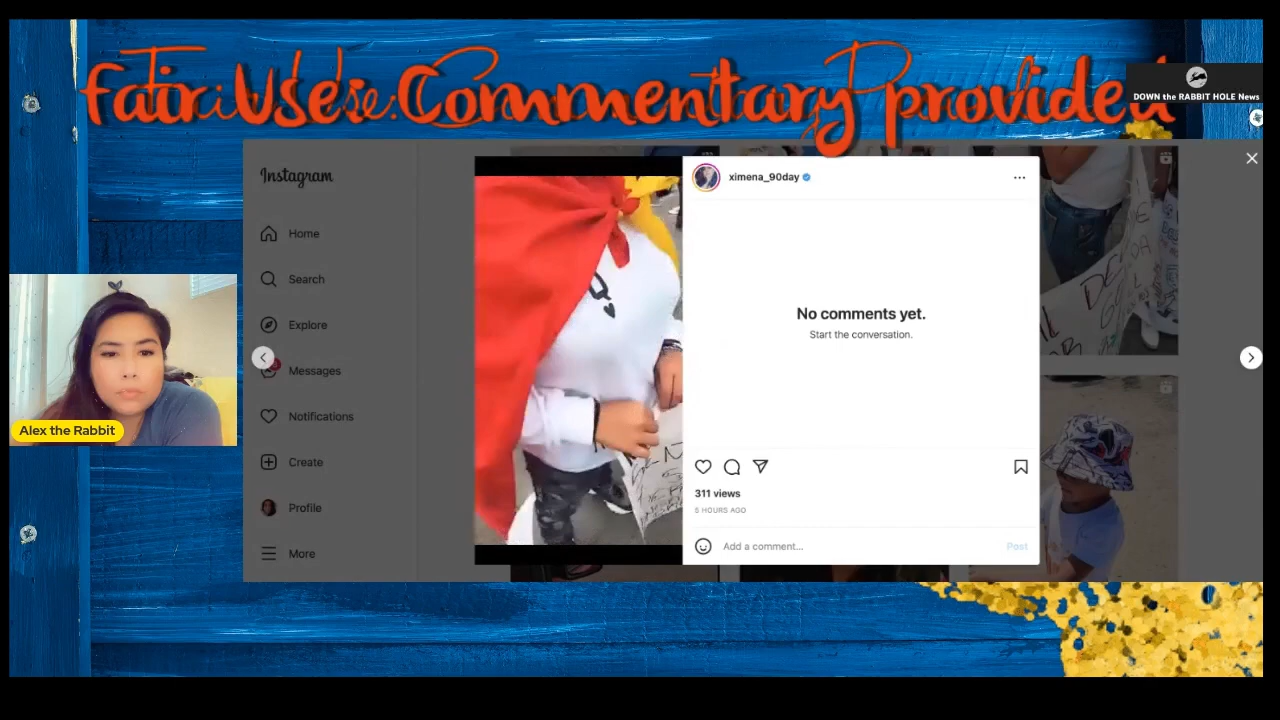 Fair Use: Commentary provided
DOWN the RABBIT HOLE News
Instagram
ximena_90day
Home
Search
Explore
Messages
Notifications
Create
Profile
More
No comments yet.
Start the conversation.
311 views
5 HOURS AGO
Add a comment...
Post
Alex the Rabbit